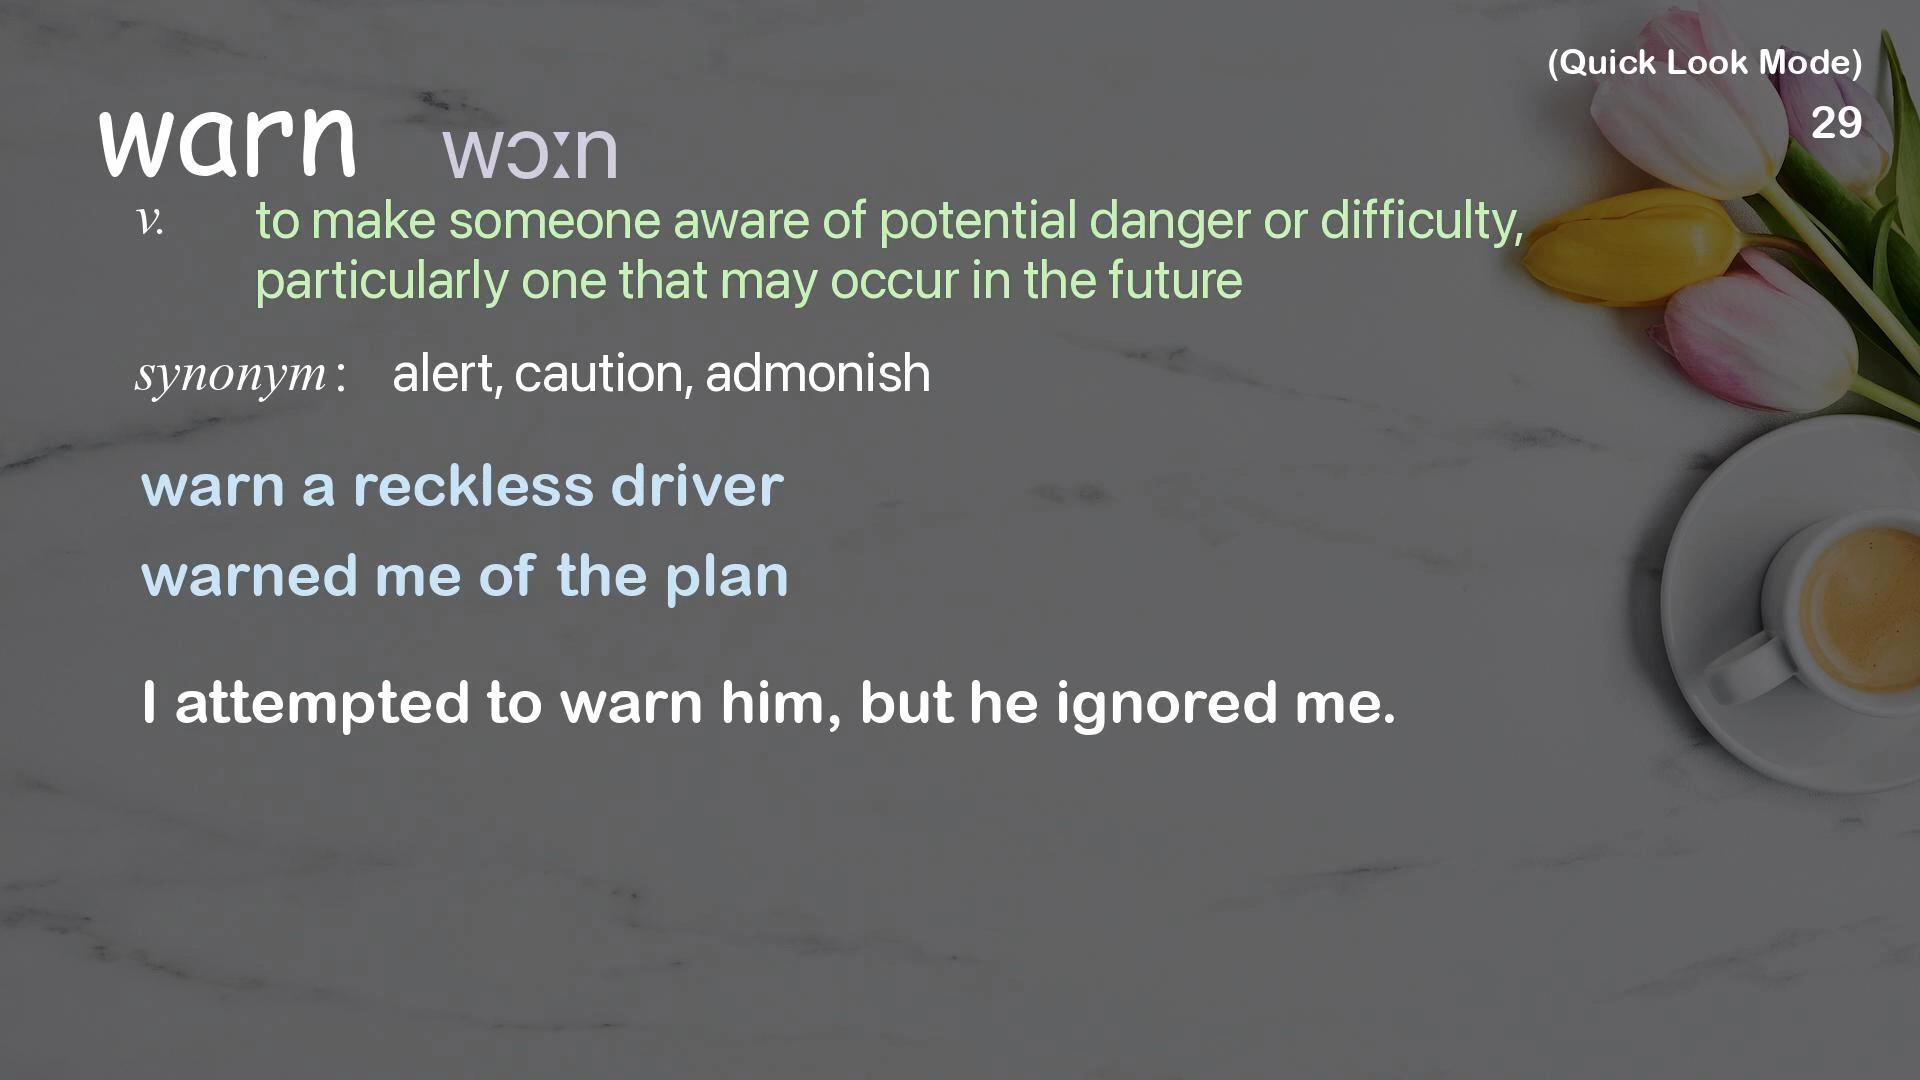 (Quick Look Mode)
29
warn wɔːn
v. to make someone aware of potential danger or difficulty,
particularly one that may occur in the future
synonym: alert, caution, admonish
warn a reckless driver
warned me of the plan
I attempted to warn him, but he ignored me.